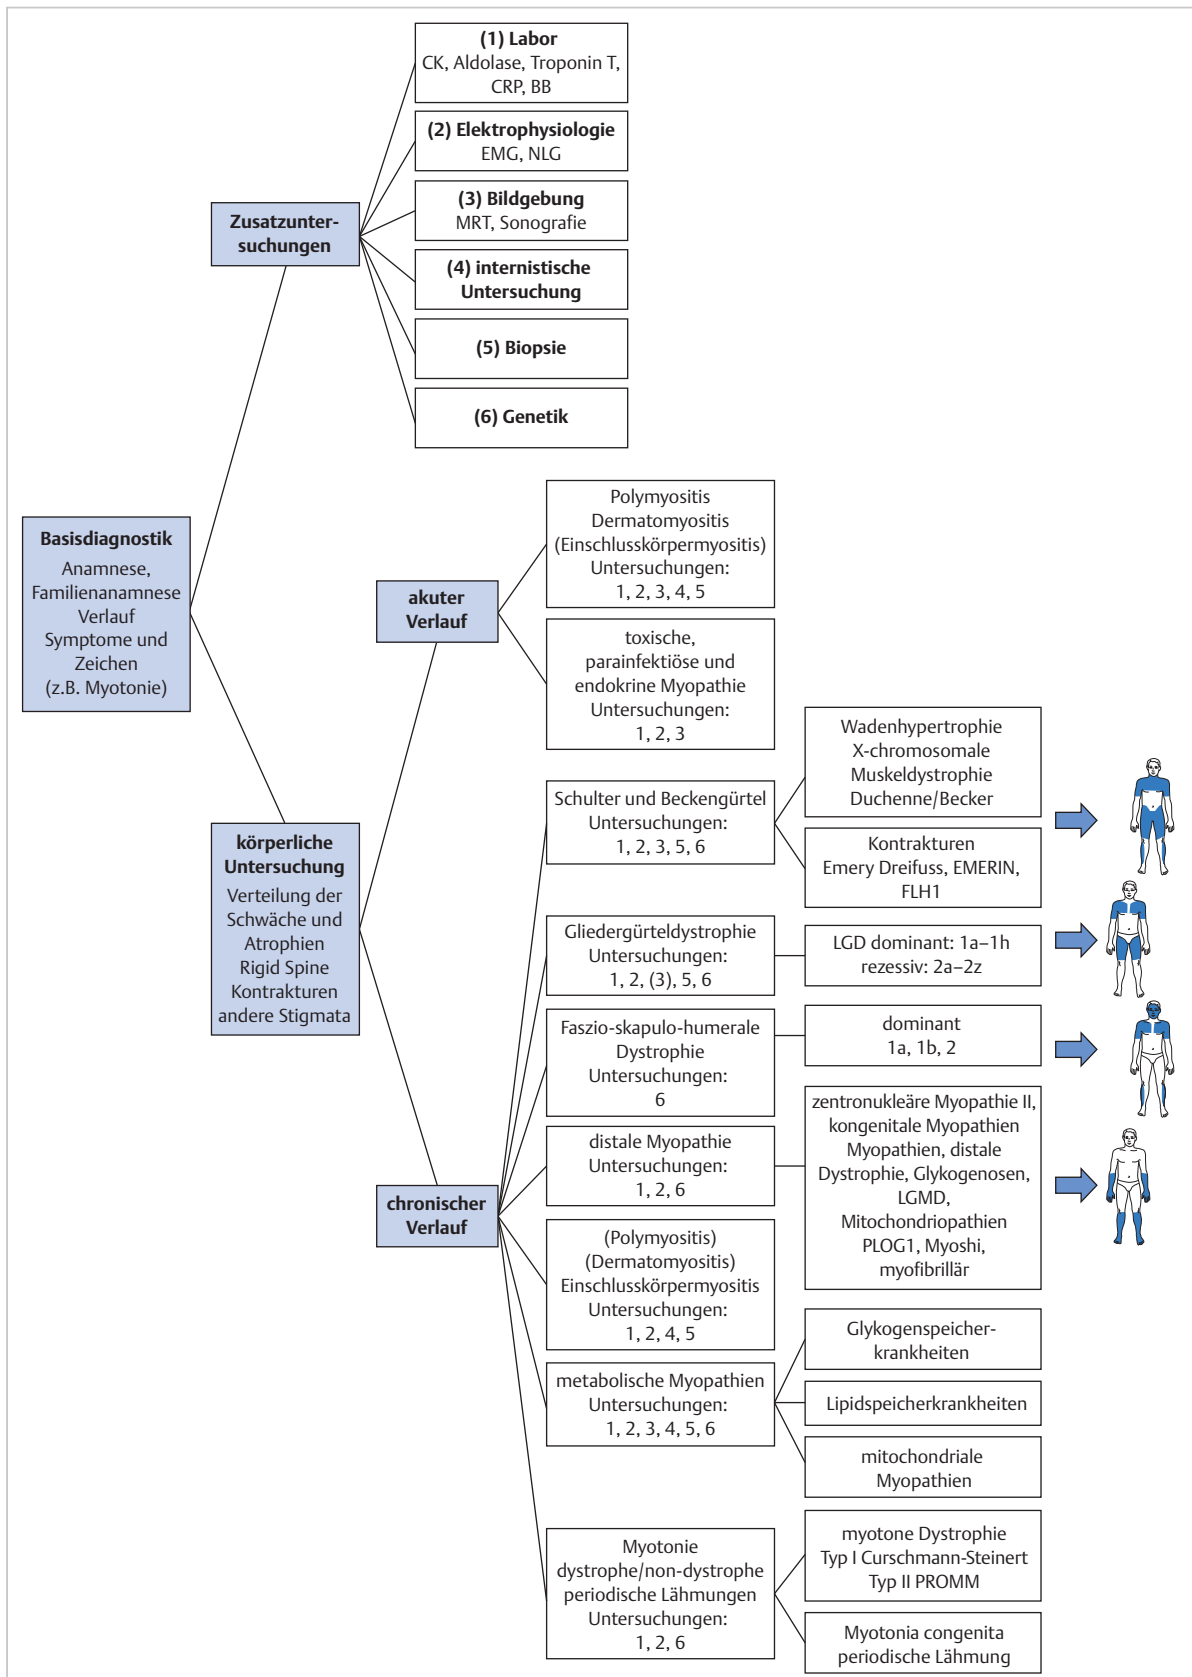 (1) Labor
CK, Aldolase, Troponin T,
CRP, BB
(2) Elektrophysiologie
EMG, NLG
(3) Bildgebung
MRT, Sonografie
(4) internistische
Untersuchung
(5) Biopsie
(6) Genetik
Zusatzunter-
suchungen
Basisdiagnostik
Anamnese,
Familienanamnese
Verlauf
Symptome und
Zeichen
(z.B. Myotonie)
körperliche
Untersuchung
Verteilung der
Schwäche und
Atrophien
Rigid Spine
Kontrakturen
andere Stigmata
akuter
Verlauf
Polymyositis
Dermatomyositis
(Einschlusskörpermyositis)
Untersuchungen:
1, 2, 3, 4, 5
toxische,
parainfektiöse und
endokrine Myopathie
Untersuchungen:
1, 2, 3
chronischer
Verlauf
Schulter und Beckengürtel
Untersuchungen:
1, 2, 3, 5, 6
Wadenhypertrophie
X-chromosomale
Muskeldystrophie
Duchenne/Becker
Kontrakturen
Emery Dreifuss, EMERIN,
FLH1
Gliedergürteldystrophie
Untersuchungen:
1, 2, (3), 5, 6
LGD dominant: 1a–1h
rezessiv: 2a–2z
Faszio-skapulo-humerale
Dystrophie
Untersuchungen:
6
dominant
1a, 1b, 2
distale Myopathie
Untersuchungen:
1, 2, 6
zentronukleäre Myopathie II,
kongenitale Myopathien
Myopathien, distale
Dystrophie, Glykogenosen,
LGMD,
Mitochondriopathien
PLOG1, Myoshi,
myofibrillär
(Polymyositis)
(Dermatomyositis)
Einschlusskörpermyositis
Untersuchungen:
1, 2, 4, 5
metabolische Myopathien
Untersuchungen:
1, 2, 3, 4, 5, 6
Glykogenspeicher-
krankheiten
Lipidspeicherkrankheiten
mitochondriale
Myopathien
Myotonie
dystrophe/non-dystrophe
periodische Lähmungen
Untersuchungen:
1, 2, 6
myotone Dystrophie
Typ I Curschmann-Steinert
Typ II PROMM
Myotonia congenita
periodische Lähmung